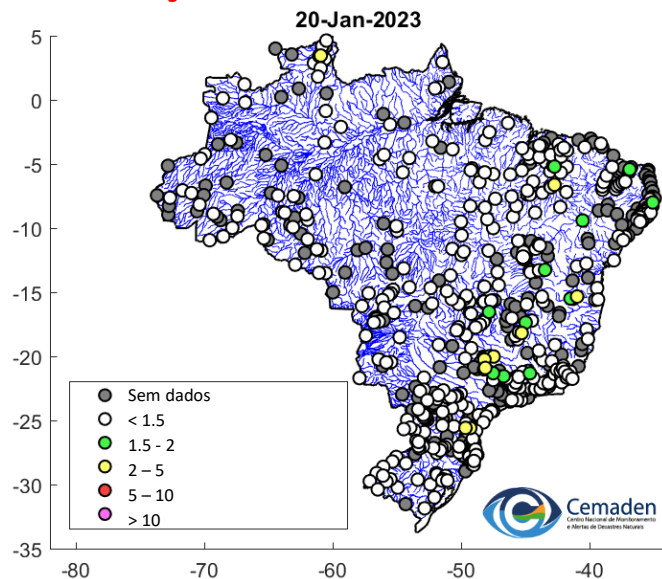 20-Jan-2023
5
0
-5
-10
-15
-20
-25
-30
-35
Sem dados
< 1.5
1.5 - 2
2 – 5
5 – 10
> 10
Cemaden
Centro Nacional de Monitoramento
e Alertas de Desastres Naturais
-80
-70
-60
-50
-40